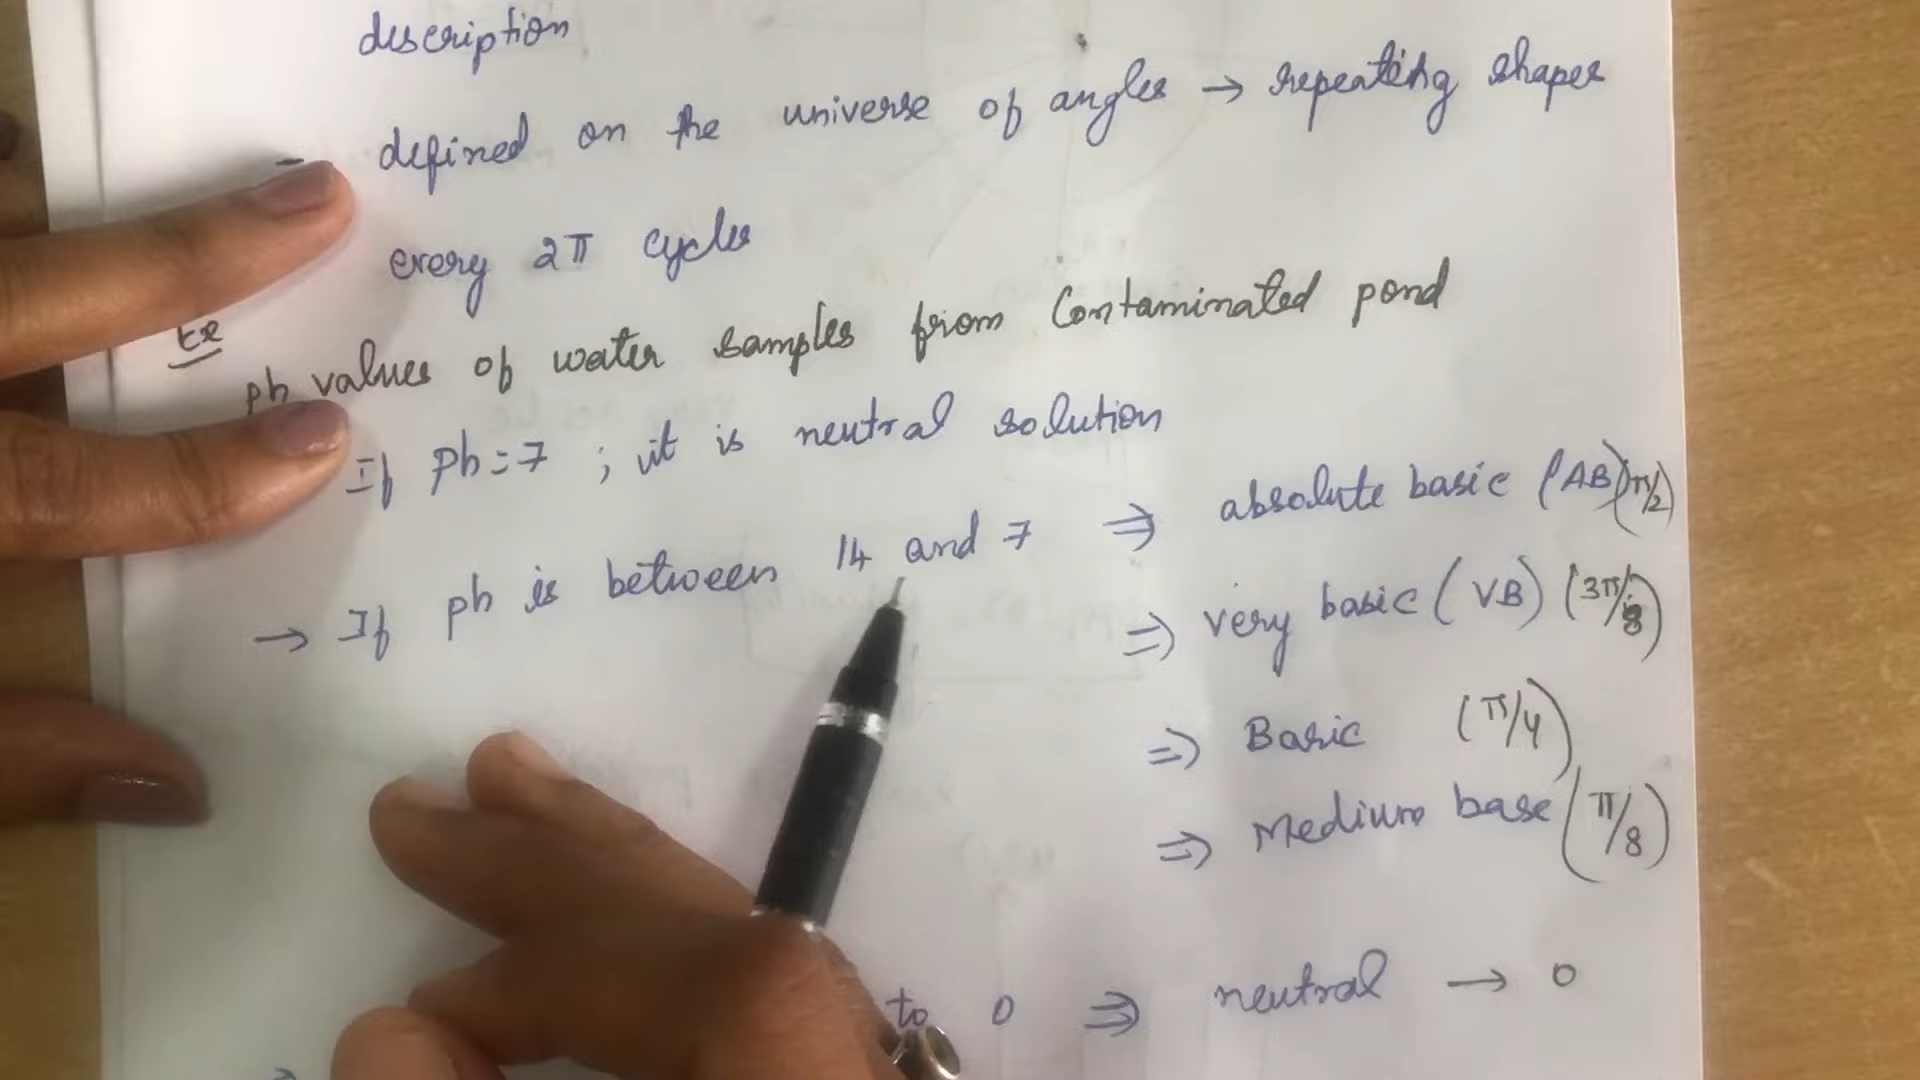 description
- defined on the universe of angles → repeating shapes
every 2π cycles
Ex
ph values of water samples from Contaminated pond
If Ph=7 ; it is neutral solution
→ If ph is between 14 and 7 ⇒ absolute basic (AB) (π/2)
⇒ very basic (VB) (3π/8)
⇒ Basic (π/4)
⇒ Medium base (π/8)
to 0 ⇒ neutral → 0